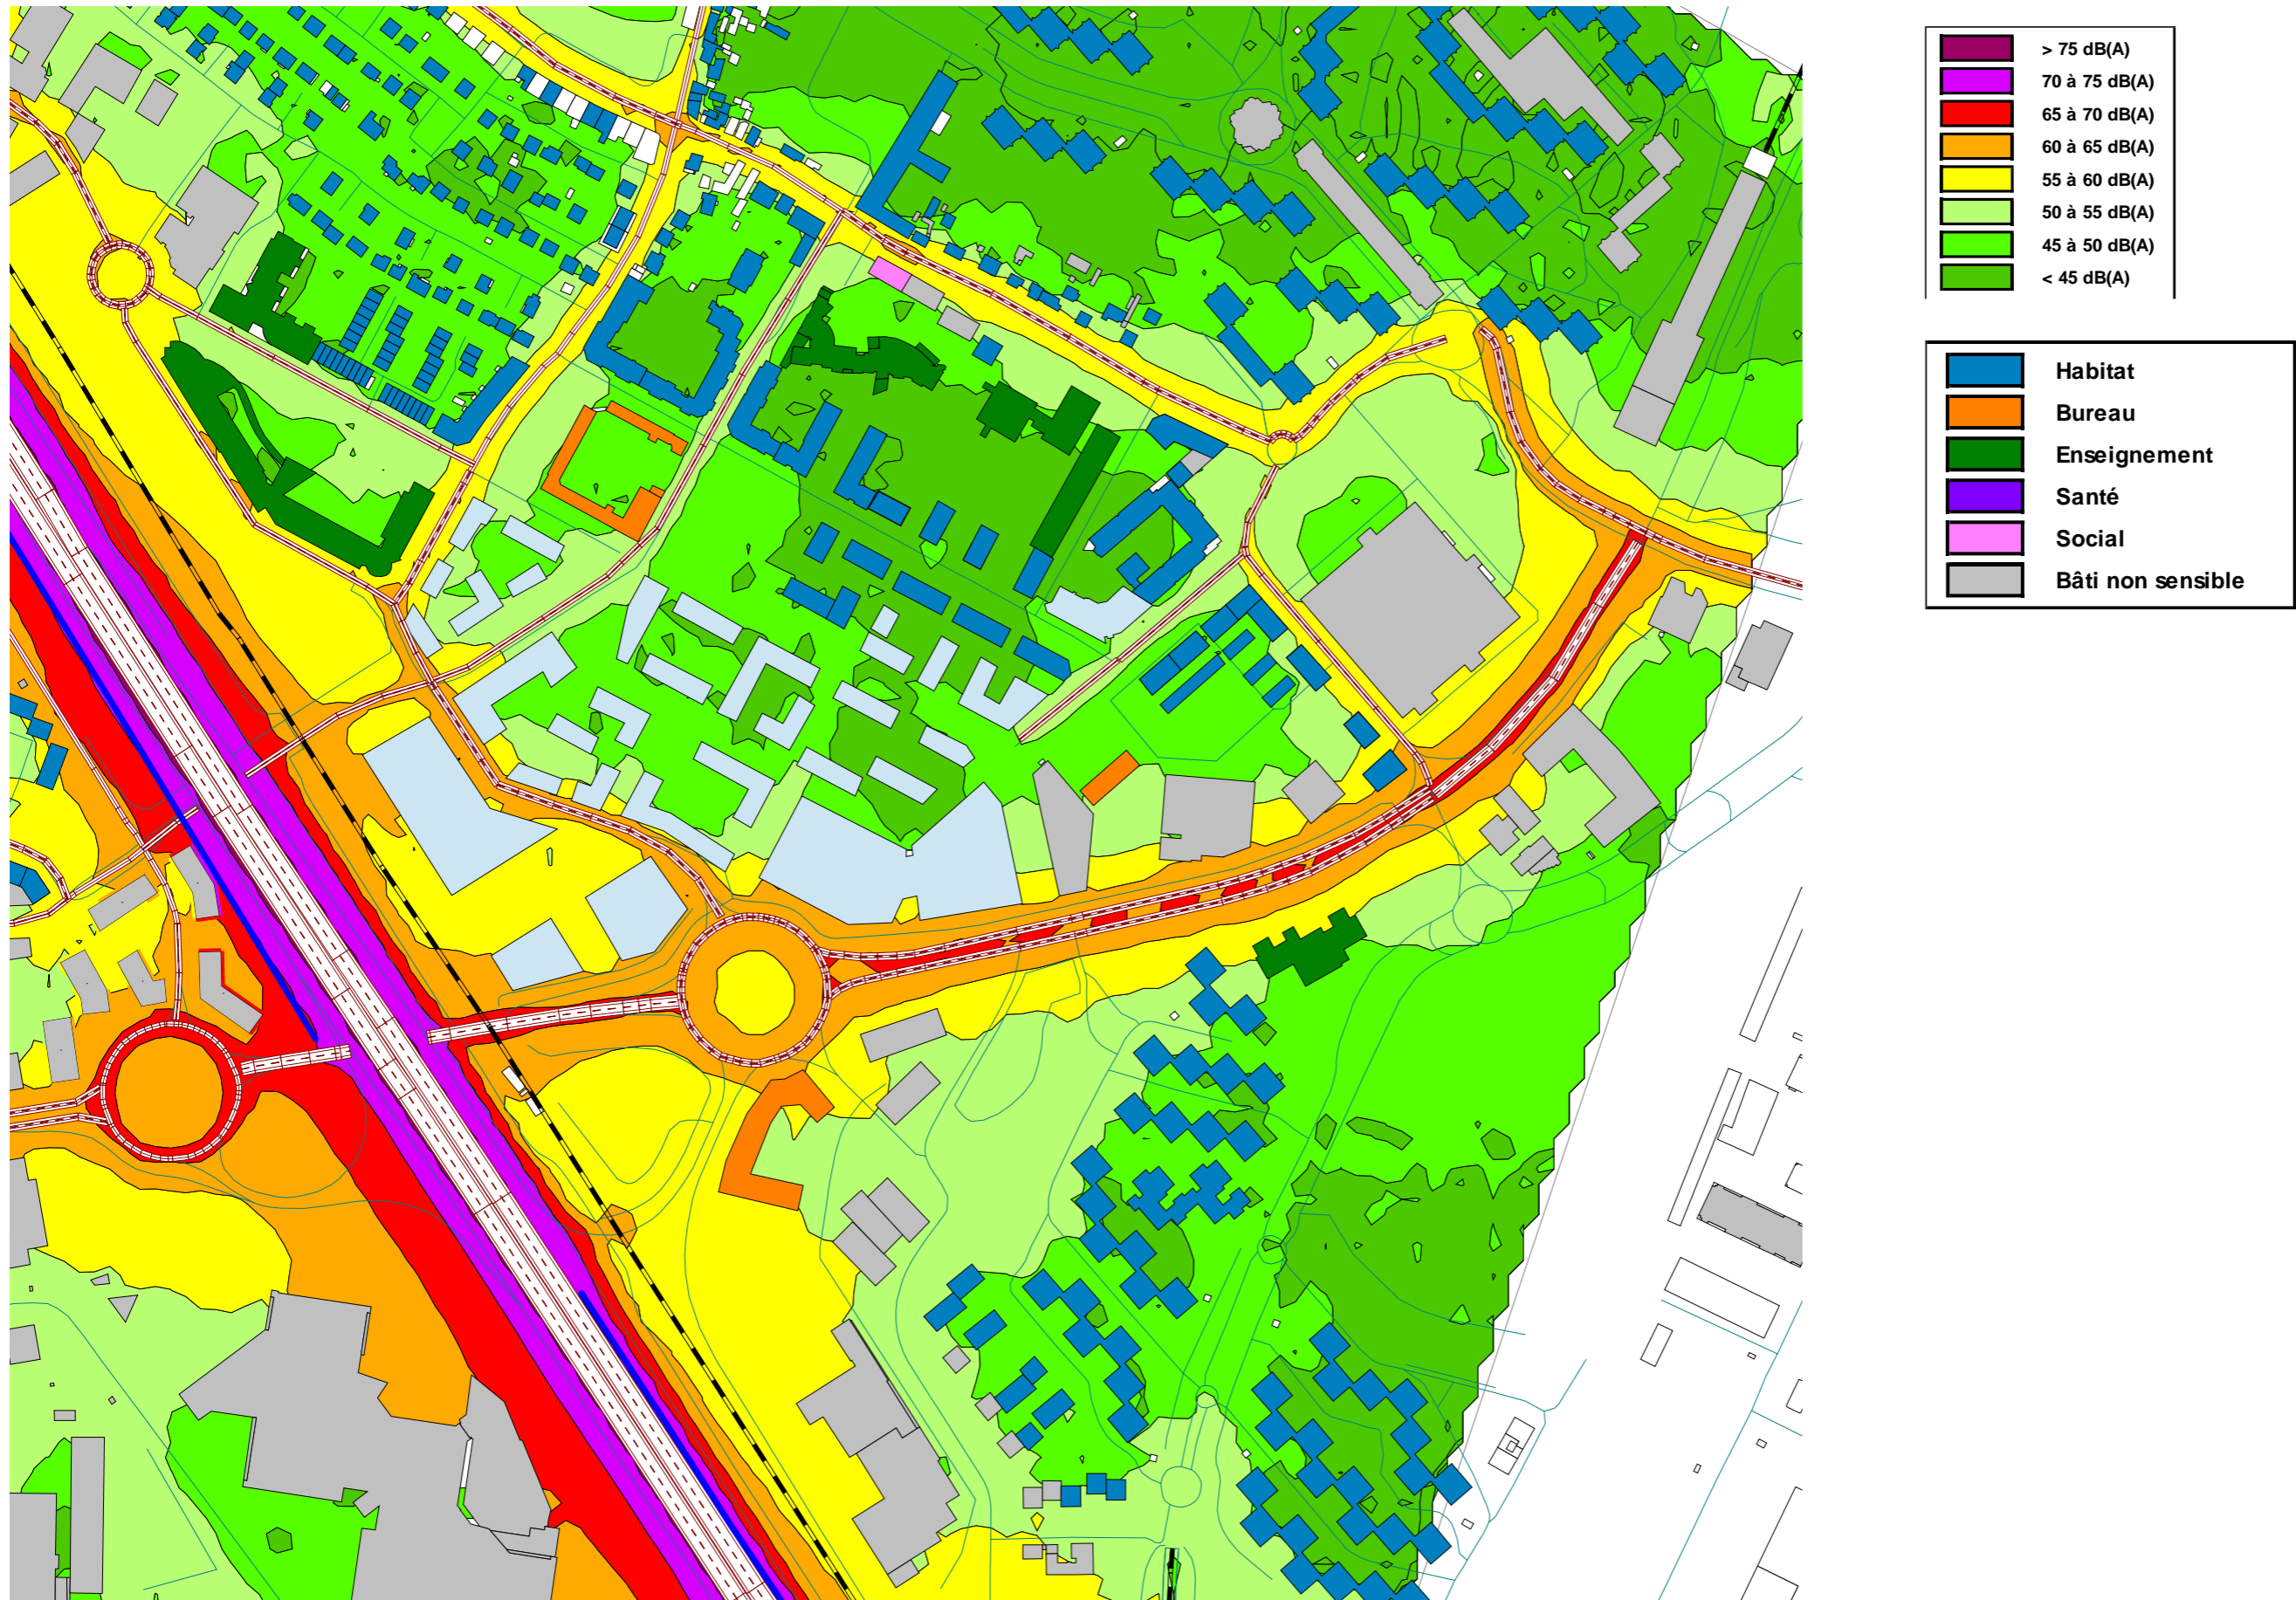 > 75 dB(A)
70 à 75 dB(A)
65 à 70 dB(A)
60 à 65 dB(A)
55 à 60 dB(A)
50 à 55 dB(A)
45 à 50 dB(A)
< 45 dB(A)
Habitat
Bureau
Enseignement
Santé
Social
Bâti non sensible